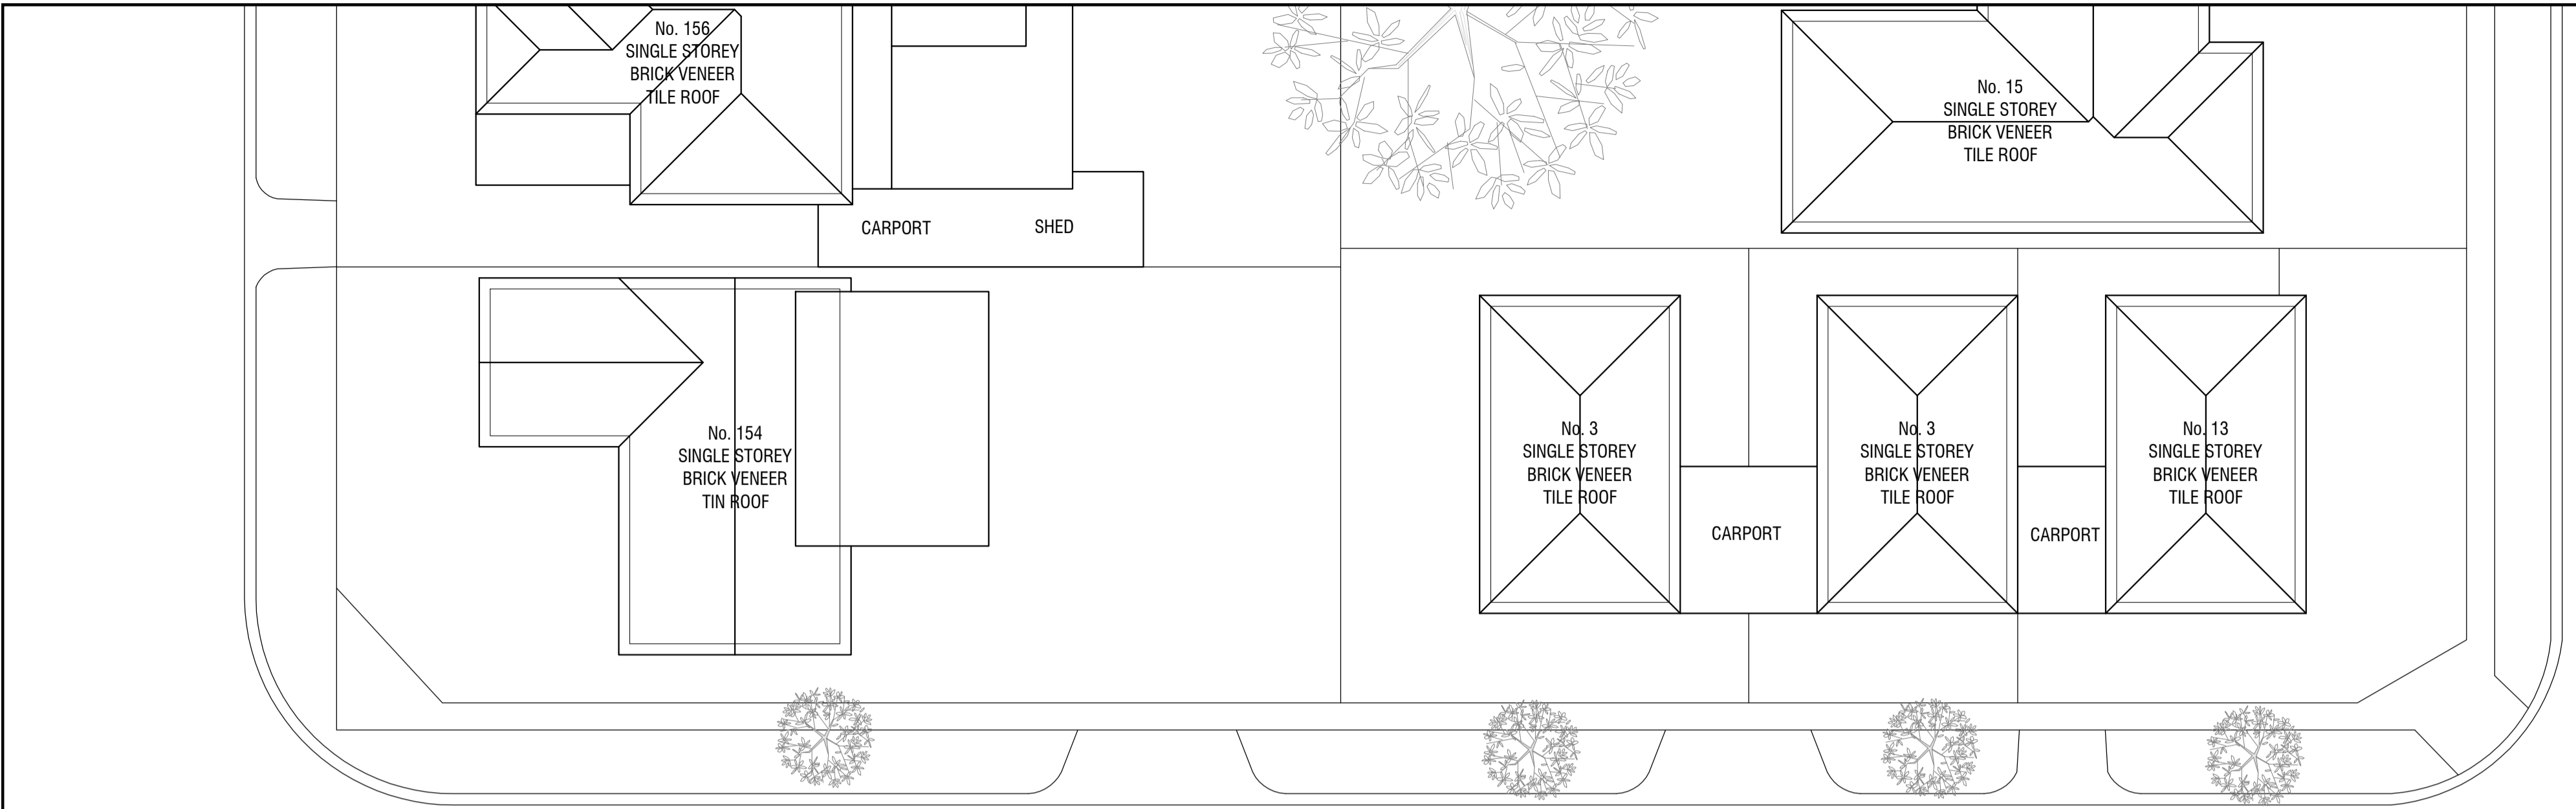 No. 156
SINGLE STOREY
BRICK VENEER
TILE ROOF
No. 15
SINGLE STOREY
BRICK VENEER
TILE ROOF
CARPORT
SHED
No. 154
SINGLE STOREY
BRICK VENEER
TIN ROOF
No. 3
SINGLE STOREY
BRICK VENEER
TILE ROOF
CARPORT
No. 3
SINGLE STOREY
BRICK VENEER
TILE ROOF
CARPORT
No. 13
SINGLE STOREY
BRICK VENEER
TILE ROOF